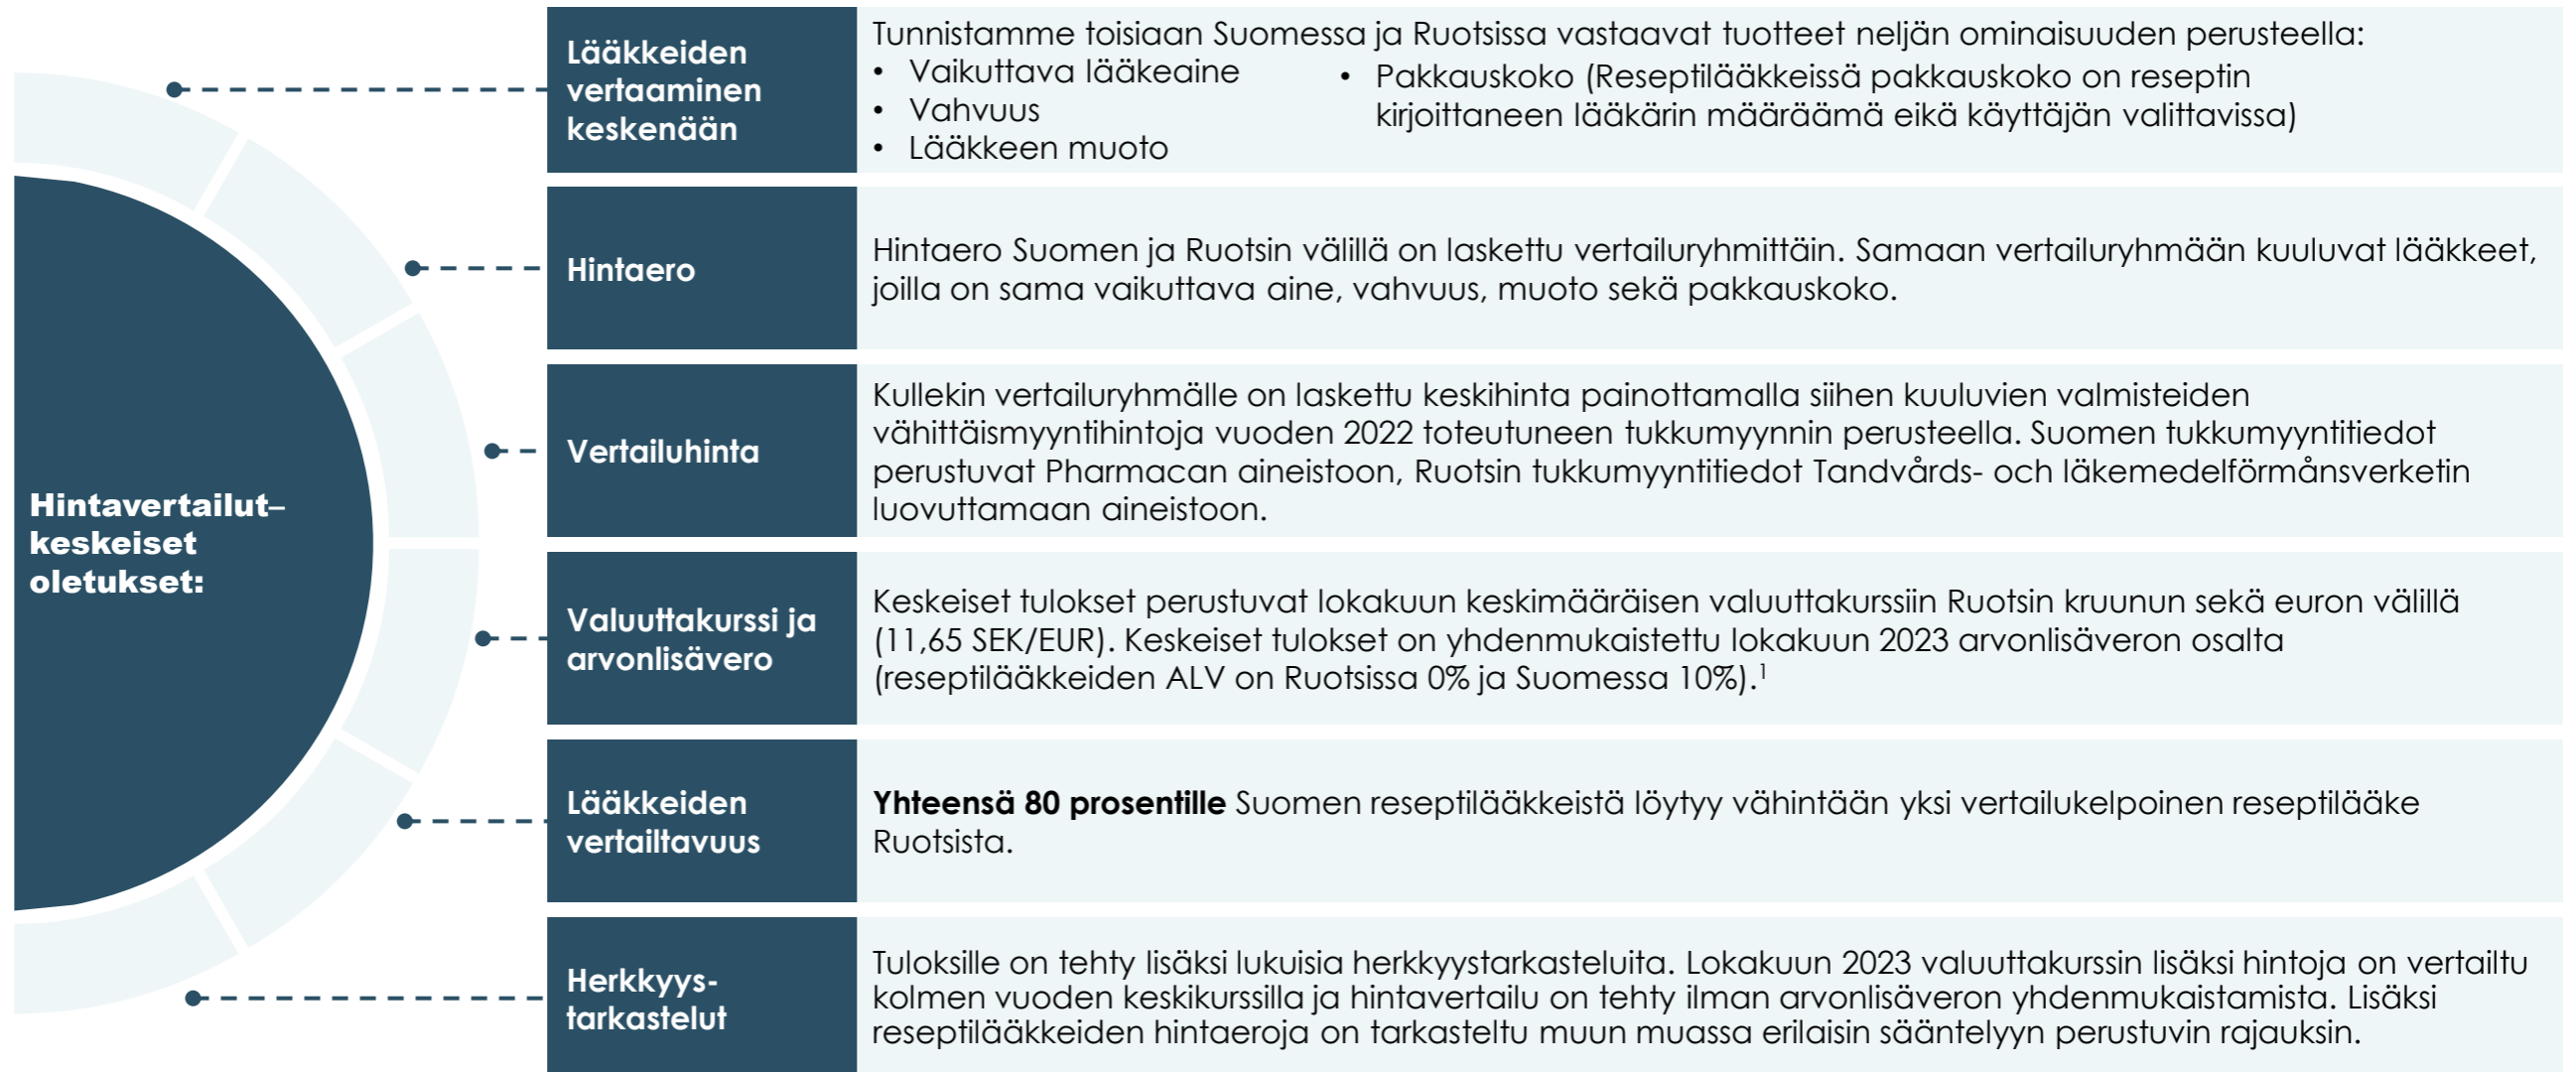 Hintavertailut–
keskeiset
oletukset:
Lääkkeiden
vertaaminen
keskenään
Tunnistamme toisiaan Suomessa ja Ruotsissa vastaavat tuotteet neljän ominaisuuden perusteella:
• Vaikuttava lääkeaine
• Vahvuus
• Lääkkeen muoto
• Pakkauskoko (Reseptilääkkeissä pakkauskoko on reseptin
kirjoittaneen lääkärin määräämä eikä käyttäjän valittavissa)
Hintaero
Hintaero Suomen ja Ruotsin välillä on laskettu vertailuryhmittäin. Samaan vertailuryhmään kuuluvat lääkkeet,
joilla on sama vaikuttava aine, vahvuus, muoto sekä pakkauskoko.
Vertailuhinta
Kullekin vertailuryhmälle on laskettu keskihinta painottamalla siihen kuuluvien valmisteiden
vähittäismyyntihintoja vuoden 2022 toteutuneen tukkumyynnin perusteella. Suomen tukkumyyntitiedot
perustuvat Pharmacan aineistoon, Ruotsin tukkumyyntitiedot Tandvårds- och läkemedelförmånsverketin
luovuttamaan aineistoon.
Valuuttakurssi ja
arvonlisävero
Keskeiset tulokset perustuvat lokakuun keskimääräisen valuuttakurssiin Ruotsin kruunun sekä euron välillä
(11,65 SEK/EUR). Keskeiset tulokset on yhdenmukaistettu lokakuun 2023 arvonlisäveron osalta
(reseptilääkkeiden ALV on Ruotsissa 0% ja Suomessa 10%).¹
Lääkkeiden
vertailtavuus
Yhteensä 80 prosentille Suomen reseptilääkkeistä löytyy vähintään yksi vertailukelpoinen reseptilääke
Ruotsista.
Herkkyys-
tarkastelut
Tuloksille on tehty lisäksi lukuisia herkkyystarkasteluita. Lokakuun 2023 valuuttakurssin lisäksi hintoja on vertailtu
kolmen vuoden keskikurssilla ja hintavertailu on tehty ilman arvonlisäveron yhdenmukaistamista. Lisäksi
reseptilääkkeiden hintaeroja on tarkasteltu muun muassa erilaisin sääntelyyn perustuvin rajauksin.